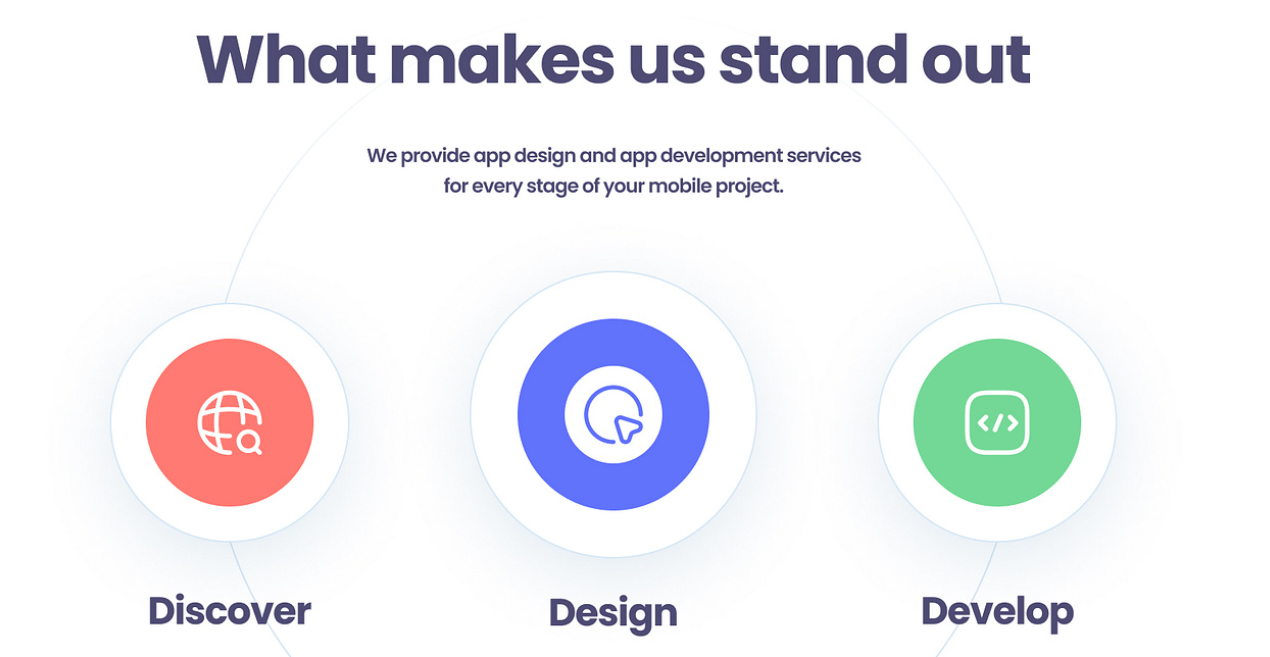 What makes us stand out
We provide app design and app development services
for every stage of your mobile project.
</>
Discover
Design
Develop